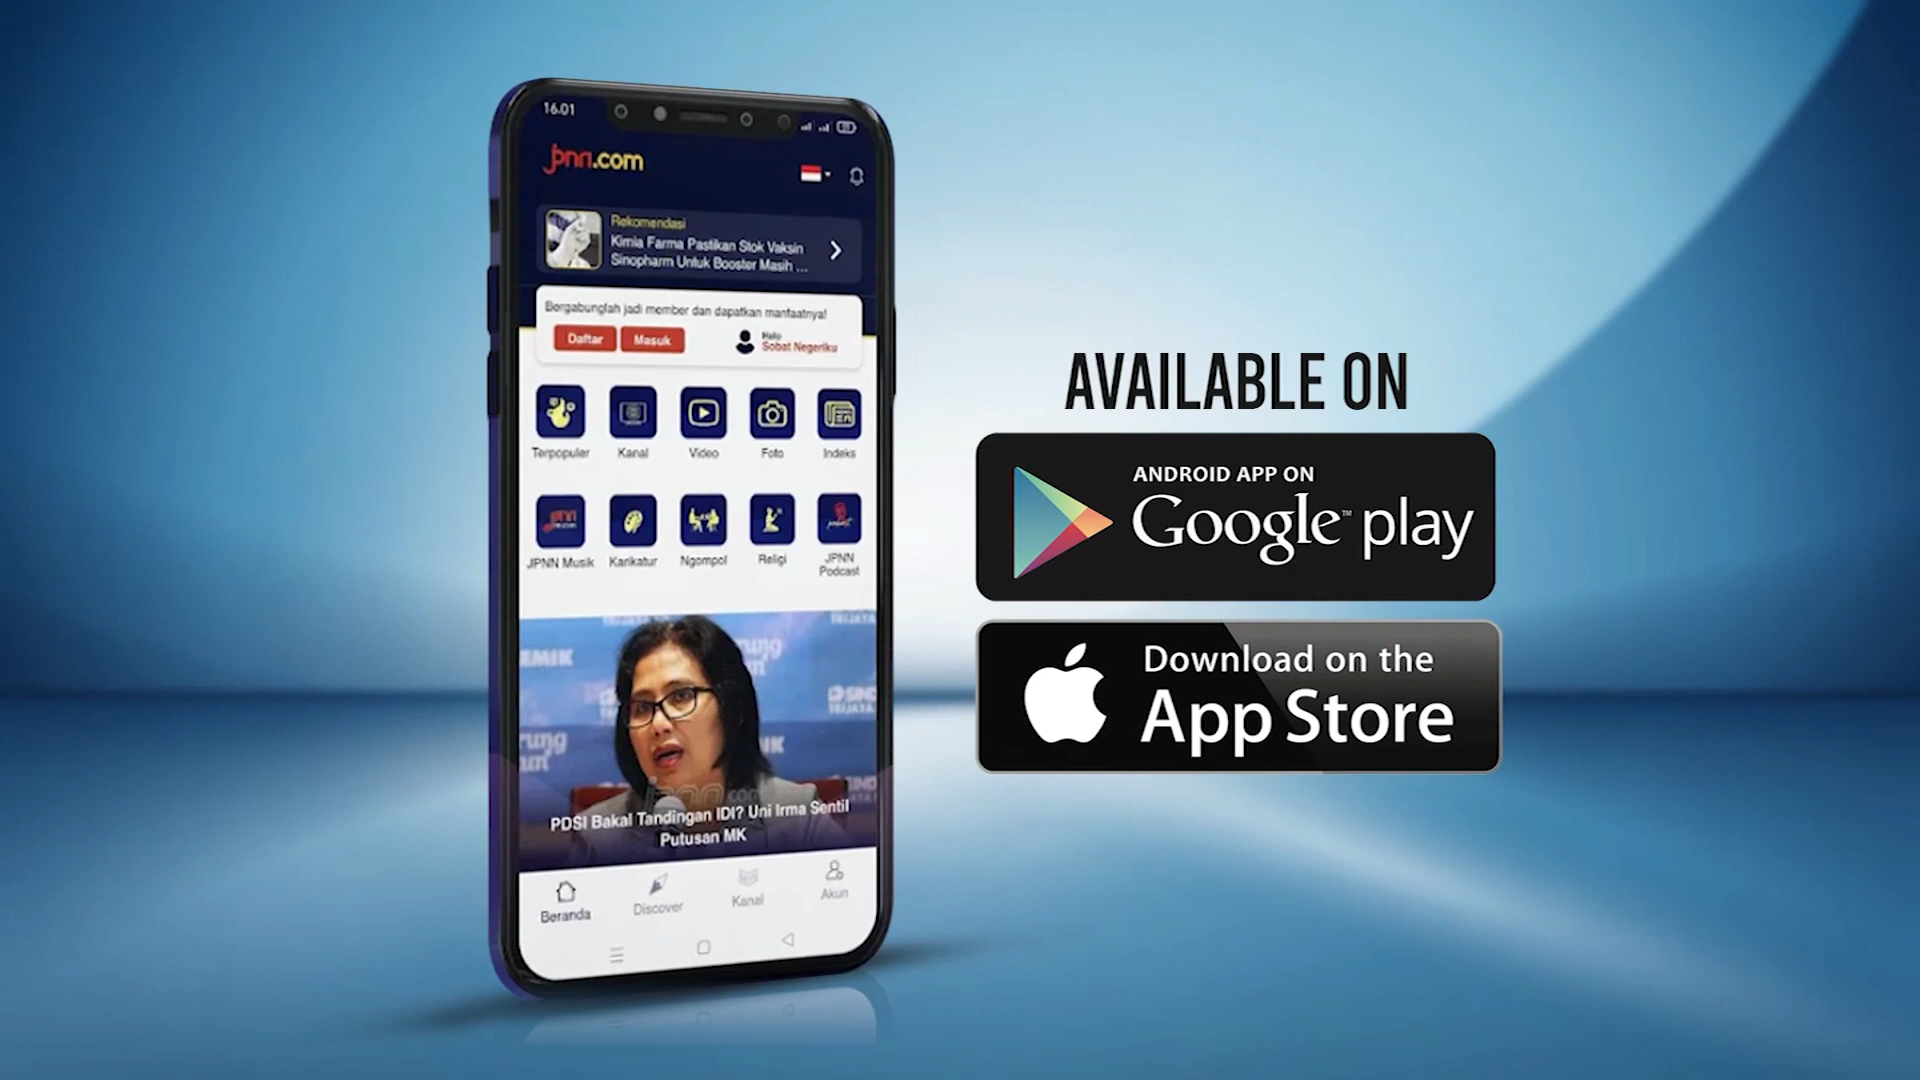 16.01
jpnn.com
Rekomendasi
Kimia Farma Pastikan Stok Vaksin
Sinopharm Untuk Booster Masih ...
Bergabunglah jadi member dan dapatkan manfaatnya!
Daftar
Masuk
Halo
Sobat Negeriku
Terpopuler
Kanal
Video
Foto
Indeks
JPNN Musik
Karikatur
Ngompol
Religi
JPNN
Podcast
PDSI Bakal Tandingan IDI? Uni Irma Sentil
Putusan MK
Beranda
Discover
Kanal
Akun
AVAILABLE ON
ANDROID APP ON
Google™ play
Download on the
App Store